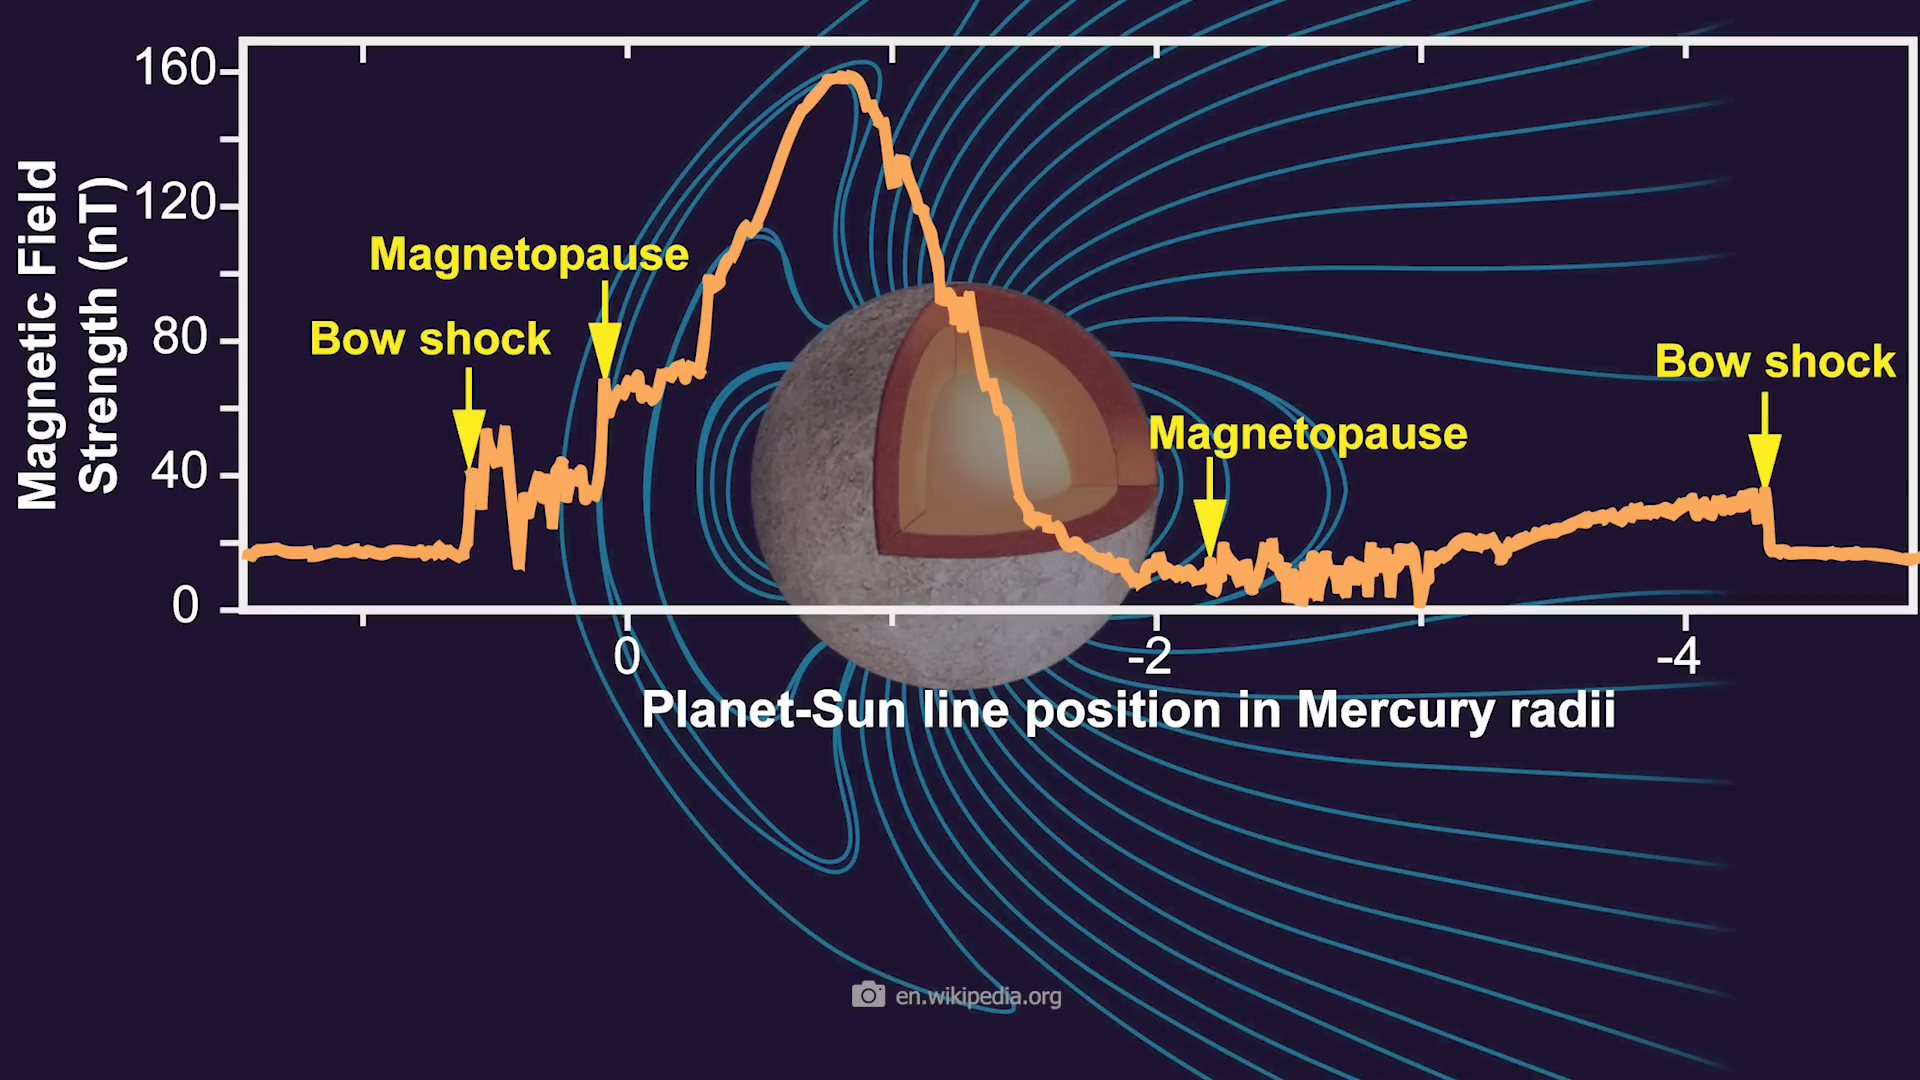 160
120
80
40
0
Magnetic Field
Strength (nT)
Magnetopause
Bow shock
Magnetopause
Bow shock
0
-2
-4
Planet-Sun line position in Mercury radii
en.wikipedia.org